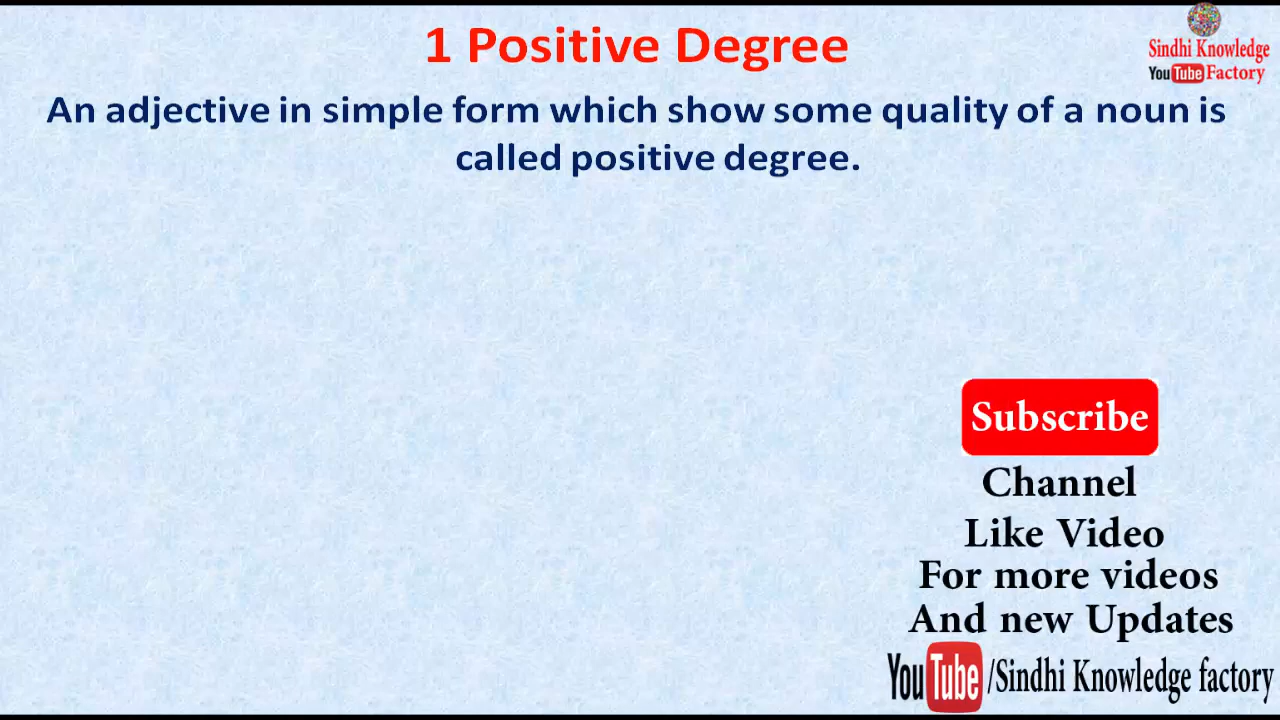 1 Positive Degree
Sindhi Knowledge
YouTube Factory
An adjective in simple form which show some quality of a noun is
called positive degree.
Subscribe
Channel
Like Video
For more videos
And new Updates
YouTube /Sindhi Knowledge factory